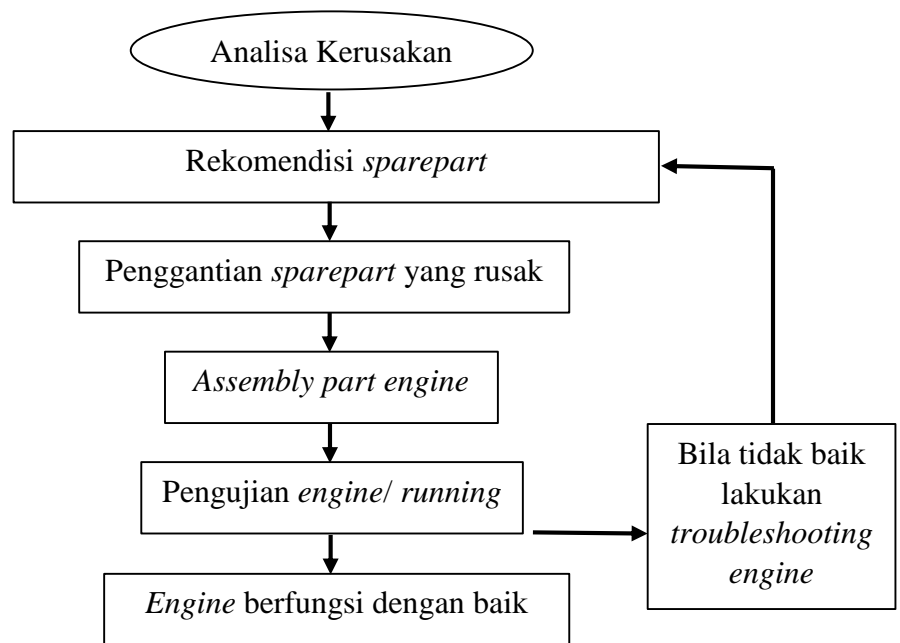 Analisa Kerusakan
Rekomendisi sparepart
Penggantian sparepart yang rusak
Assembly part engine
Pengujian engine/ running
Engine berfungsi dengan baik
Bila tidak baik
lakukan
troubleshooting
engine